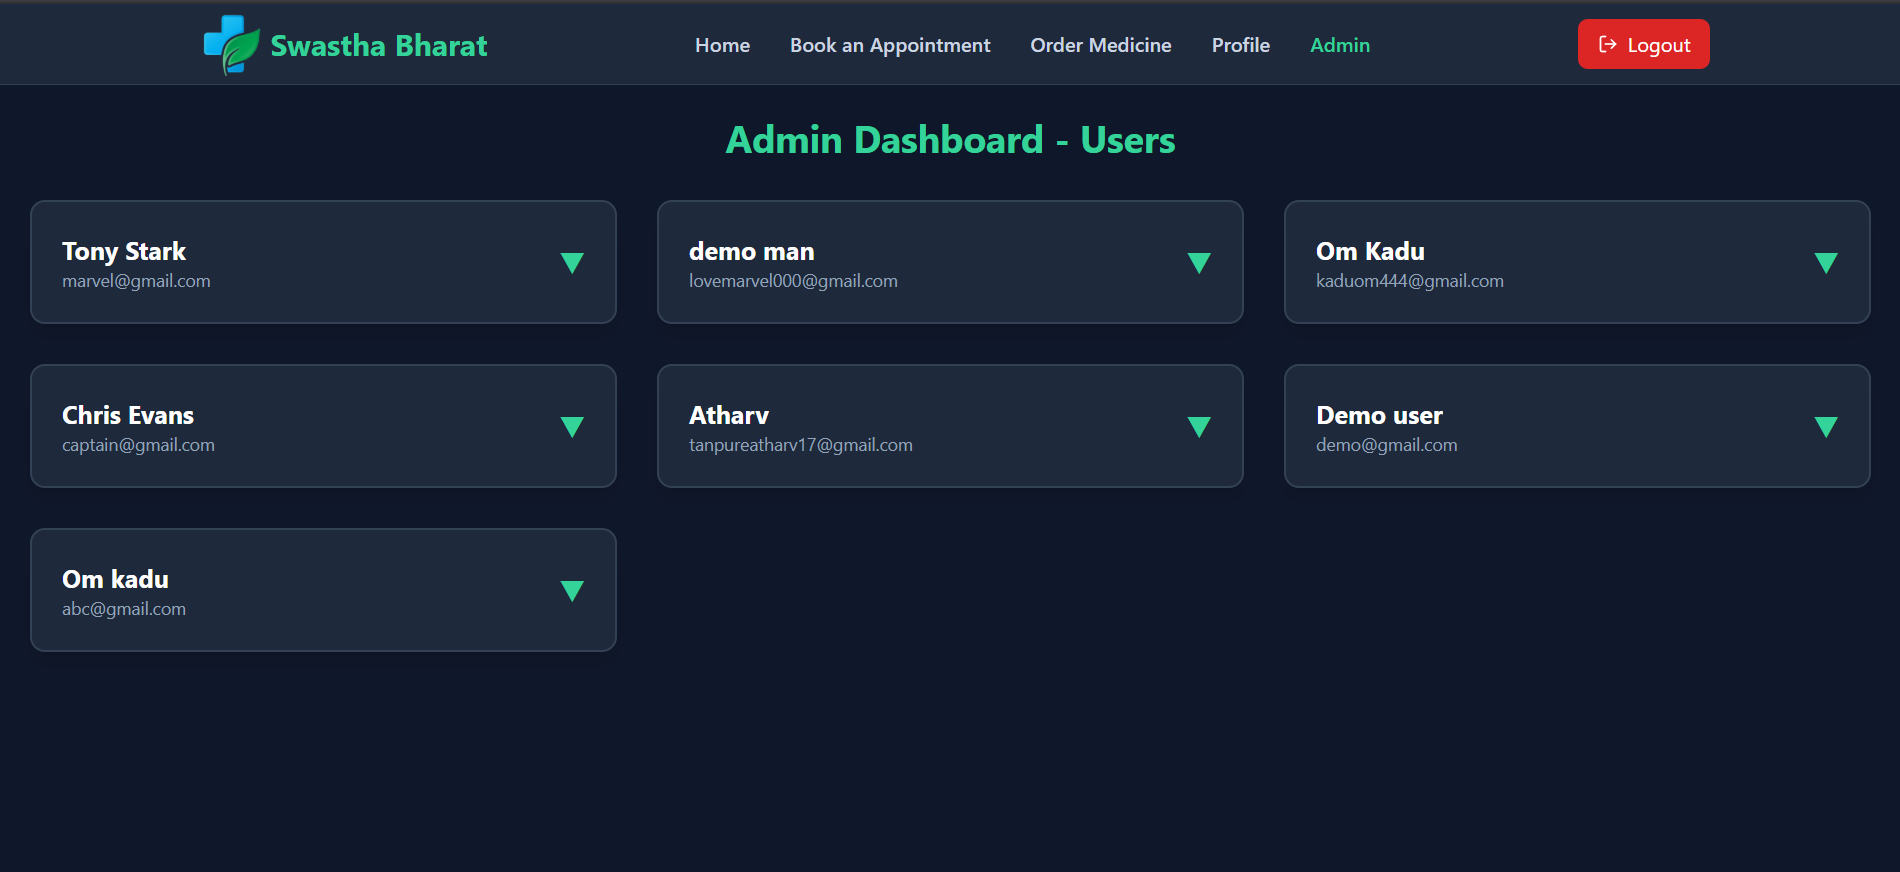 Swastha Bharat
Home
Book an Appointment
Order Medicine
Profile
Admin
Logout
Admin Dashboard - Users
Tony Stark
marvel@gmail.com
demo man
lovemarvel000@gmail.com
Om Kadu
kaduom444@gmail.com
Chris Evans
captain@gmail.com
Atharv
tanpureatharv17@gmail.com
Demo user
demo@gmail.com
Om kadu
abc@gmail.com